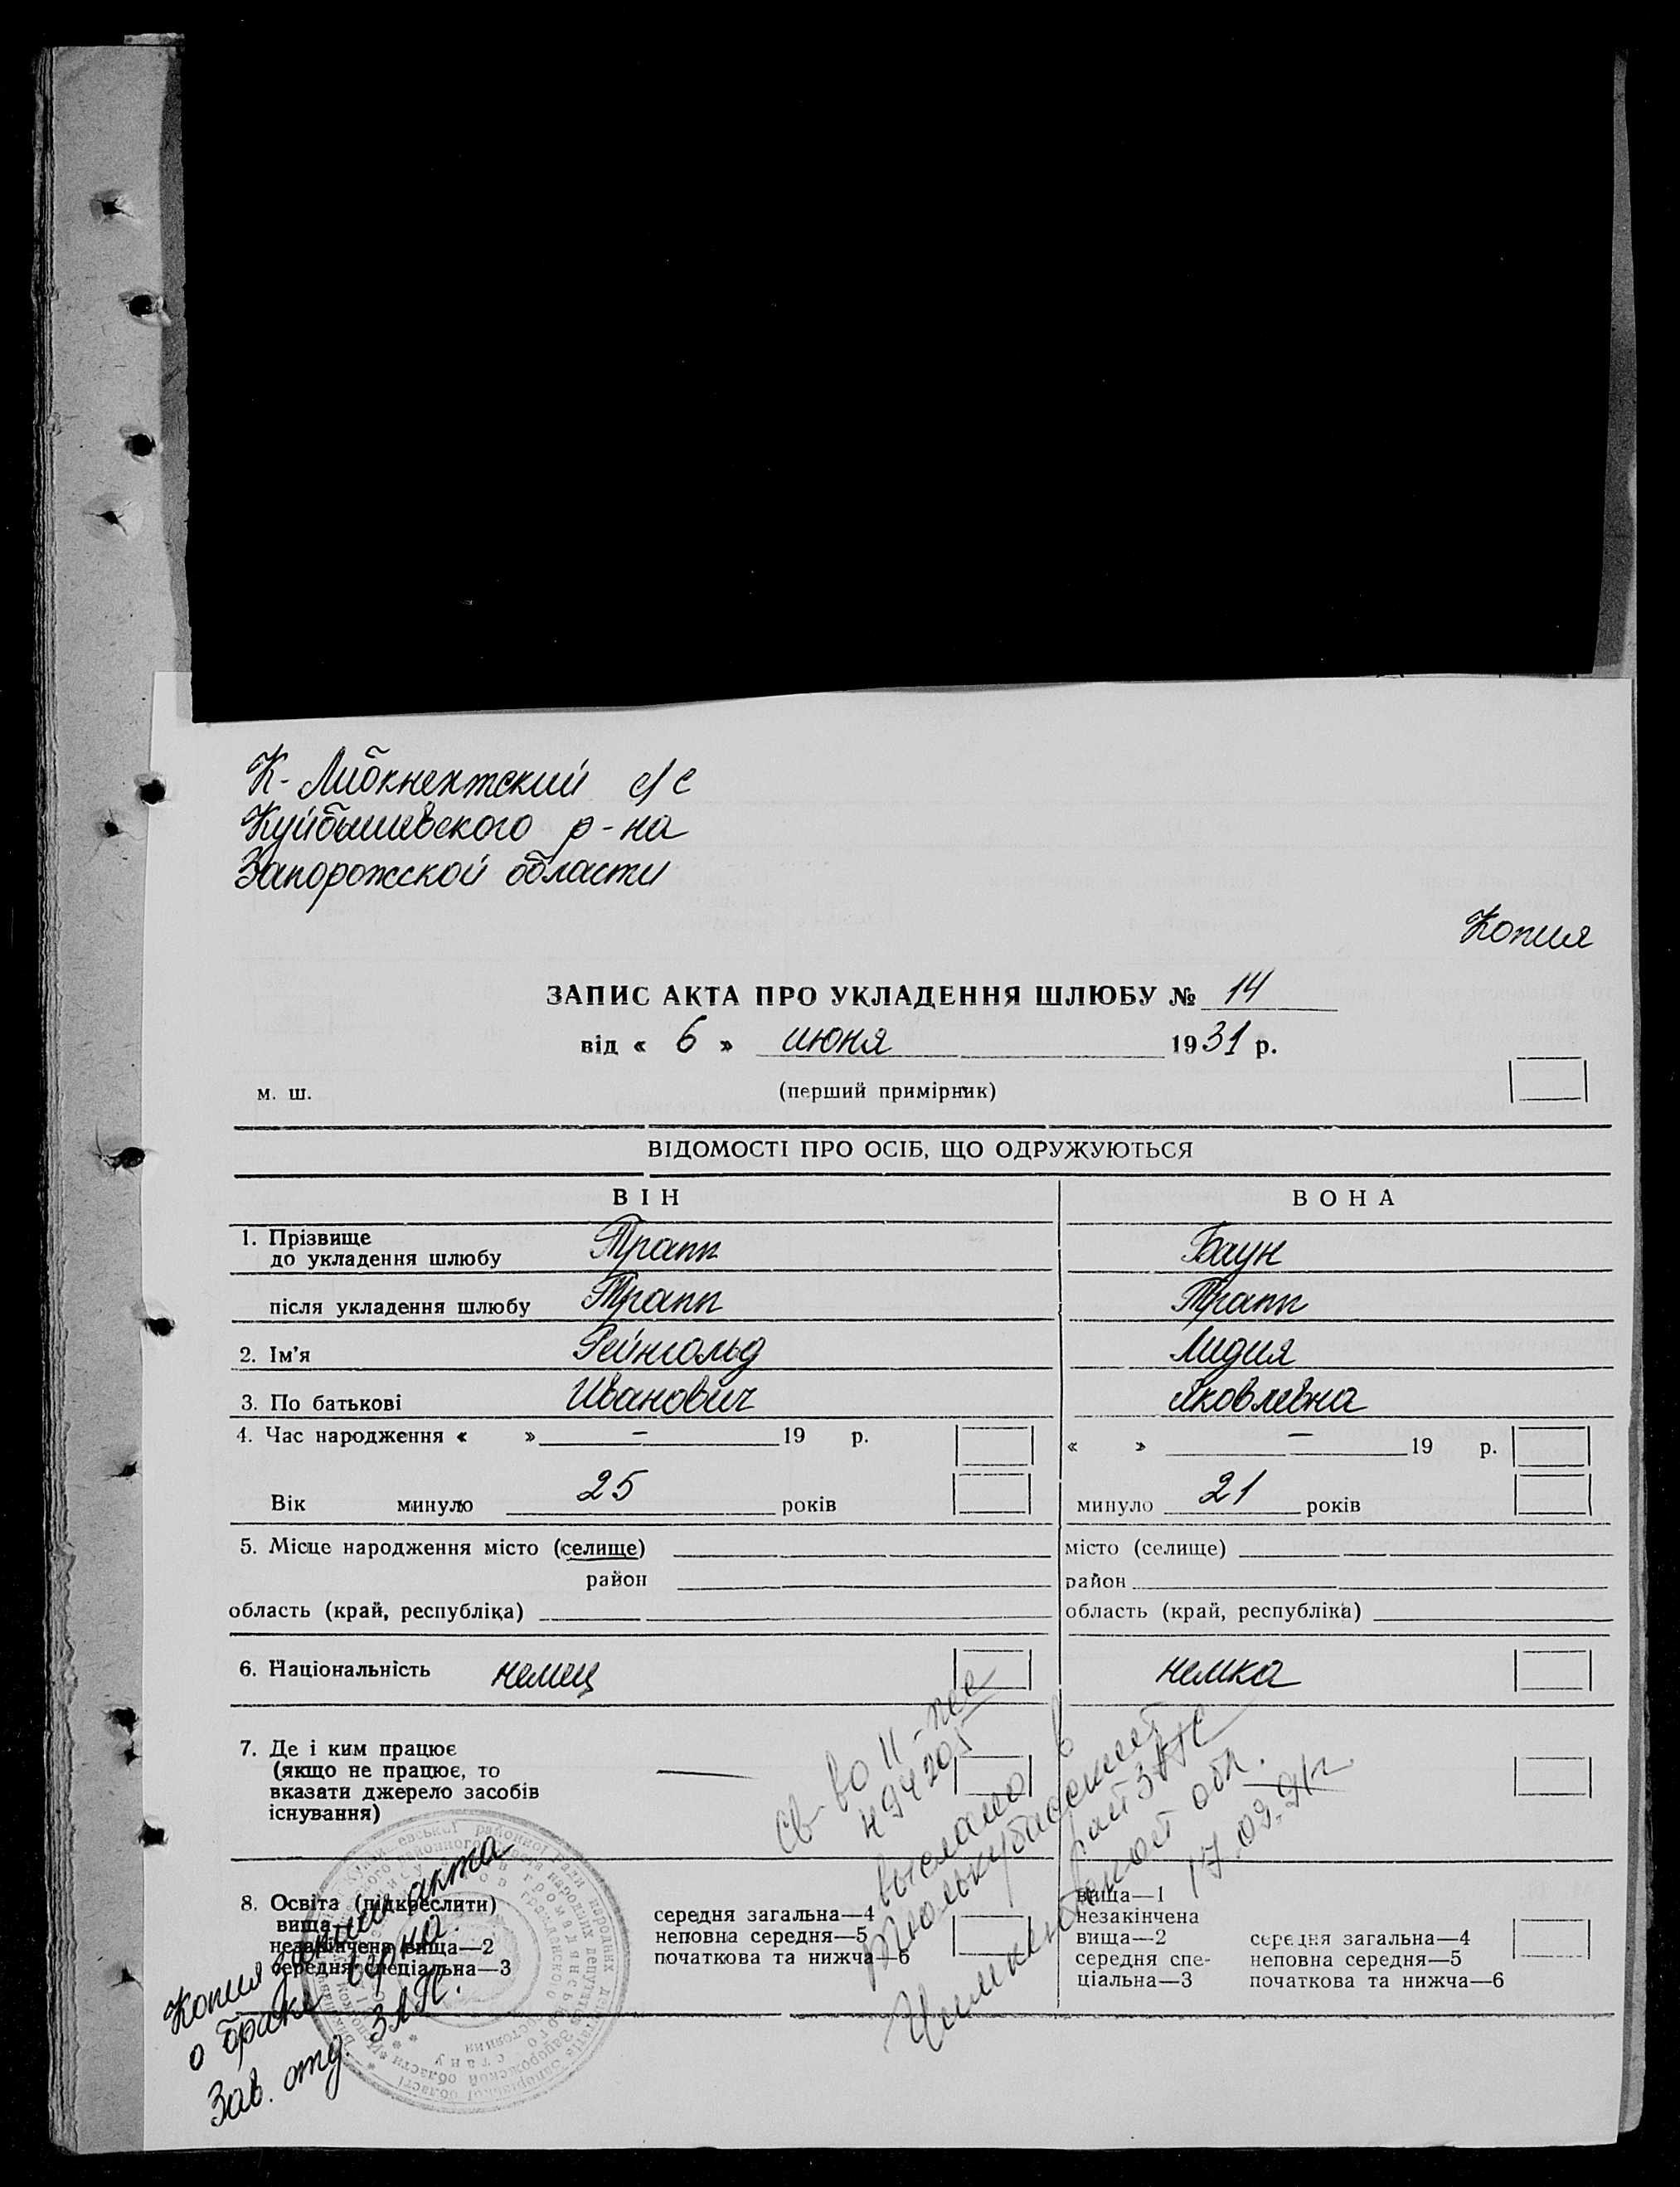 К-Либкнехтский с/с
Куйбышевского р-на
Запорожской области
Копия
ЗАПИС АКТА ПРО УКЛАДЕННЯ ШЛЮБУ № 14
від « 6 » июня 1931 р.
м. ш. (перший примірник)
ВІДОМОСТІ ПРО ОСІБ, ЩО ОДРУЖУЮТЬСЯ
ВІН ВОНА
1. Прізвище
до укладення шлюбу Трапп Баун
після укладення шлюбу Трапп Трапп
2. Ім'я Рейнгольд Лидия
3. По батькові Иванович Яковлевна
4. Час народження « » — 19 р. « » — 19 р.
Вік минуло 25 років минуло 21 років
5. Місце народження місто (селище) місто (селище)
район район
область (край, республіка) область (край, республіка)
6. Національність немец немка
7. Де і ким працює
(якщо не працює, то —
вказати джерело засобів
існування)
св-во II-
494205
выслано в
Тюлькубасский
рай ЗАГС
Чимкентской обл.
17.09.91г
8. Освіта (підкреслити)
вища—1
незакінчена вища—2
середня спеціальна—3
середня загальна—4
неповна середня—5
початкова та нижча—6
вища—1
незакінчена
вища—2
середня спе-
ціальна—3
середня загальна—4
неповна середня—5
початкова та нижча—6
Копия записи акта
о браке верна.
Зав. отд. ЗАГС.